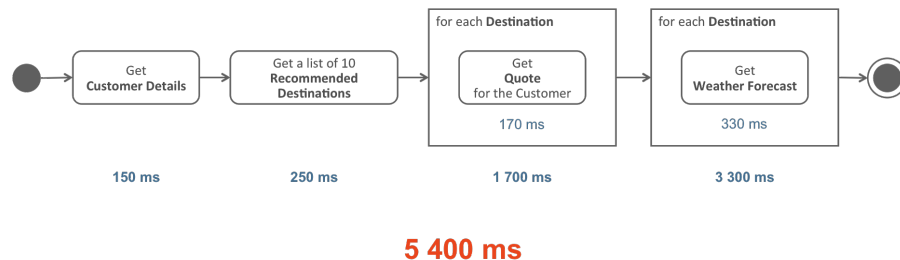 for each Destination
for each Destination
Get
Customer Details
Get a list of 10
Recommended
Destinations
Get
Quote
for the Customer
Get
Weather Forecast
170 ms
330 ms
150 ms
250 ms
1 700 ms
3 300 ms
5 400 ms